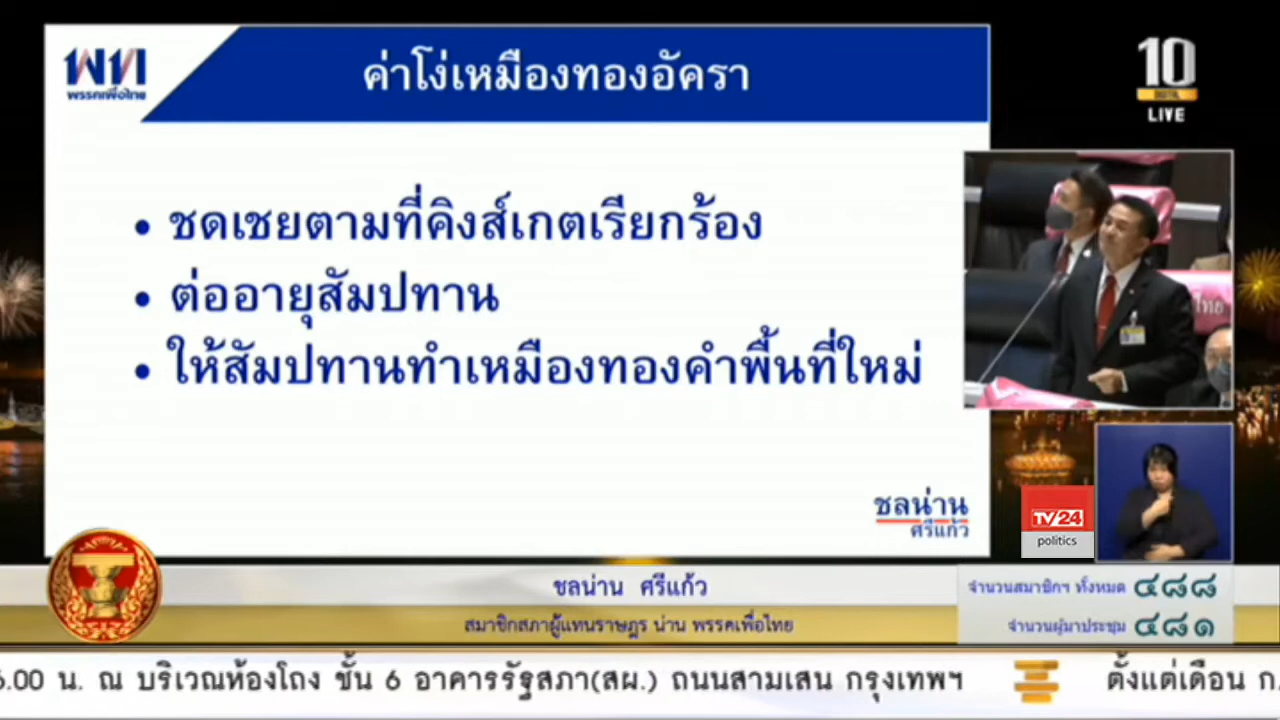 พท
พรรคเพื่อไทย
ค่าโง่เหมืองทองอัครา
10
DIGITAL
LIVE
• ชดเชยตามที่คิงส์เกตเรียกร้อง
• ต่ออายุสัมปทาน
• ให้สัมปทานทำเหมืองทองคำพื้นที่ใหม่
ไทย
ชลน่าน
ศรีแก้ว
TV24
politics
ชลน่าน ศรีแก้ว
สมาชิกสภาผู้แทนราษฎร น่าน พรรคเพื่อไทย
จำนวนสมาชิกฯ ทั้งหมด ๔๘๘
จำนวนผู้มาประชุม ๔๘๑
6.00 น. ณ บริเวณห้องโถง ชั้น 6 อาคารรัฐสภา(สผ.) ถนนสามเสน กรุงเทพฯ ตั้งแต่เดือน ก.